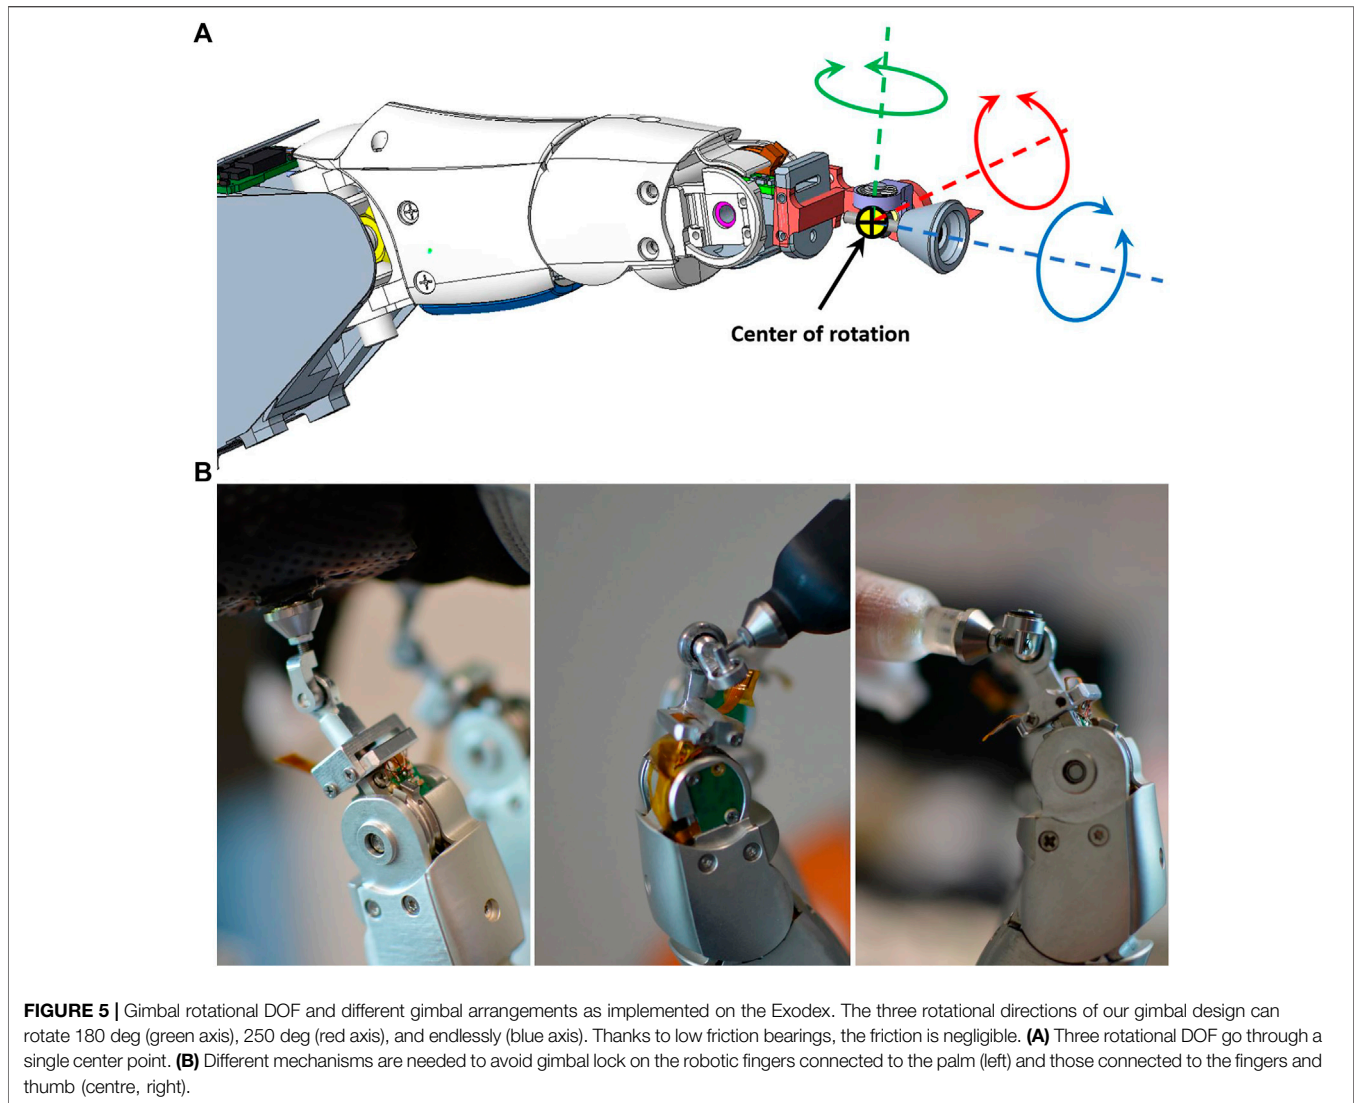 A
Center of rotation
B
FIGURE 5 | Gimbal rotational DOF and different gimbal arrangements as implemented on the Exodex. The three rotational directions of our gimbal design can
rotate 180 deg (green axis), 250 deg (red axis), and endlessly (blue axis). Thanks to low friction bearings, the friction is negligible. (A) Three rotational DOF go through a
single center point. (B) Different mechanisms are needed to avoid gimbal lock on the robotic fingers connected to the palm (left) and those connected to the fingers and
thumb (centre, right).